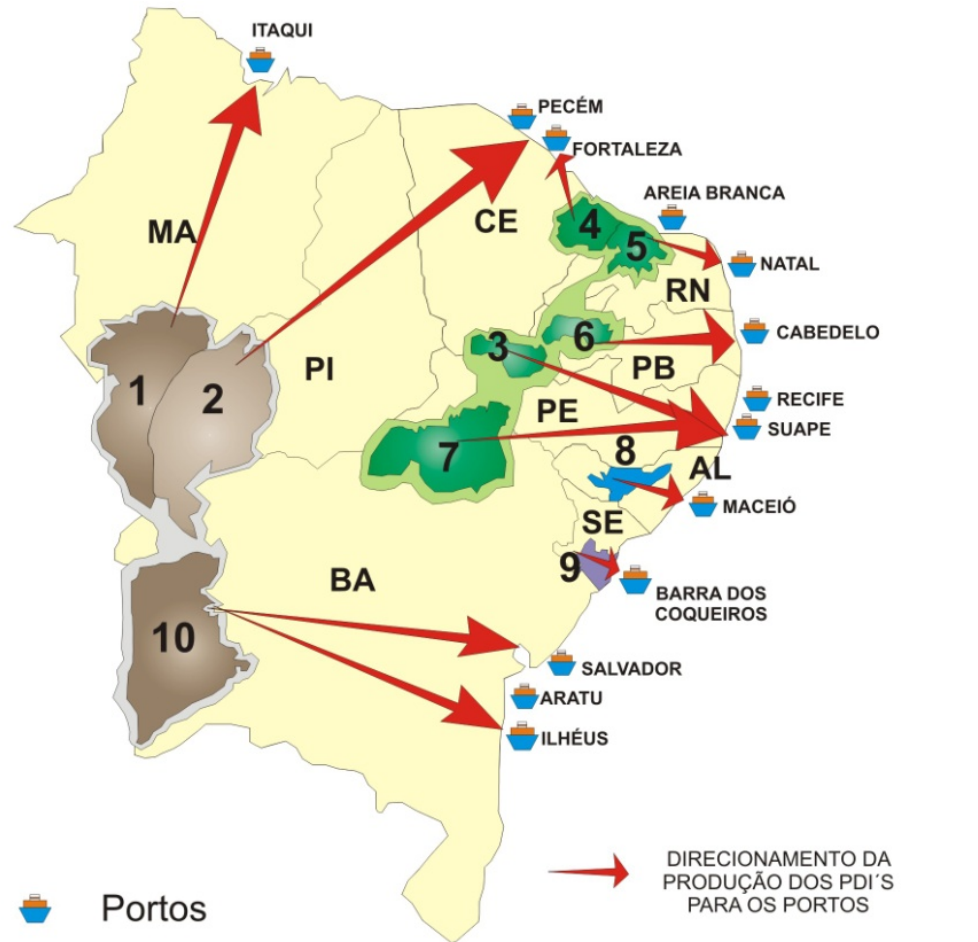 ITAQUI
PECÉM
FORTALEZA
AREIA BRANCA
MA
CE
4
5
NATAL
RN
CABEDELO
6
3
1
2
PI
PB
RECIFE
PE
SUAPE
7
8
AL
MACEIÓ
SE
9
BA
BARRA DOS
COQUEIROS
10
SALVADOR
ARATU
ILHÉUS
DIRECIONAMENTO DA
PRODUÇÃO DOS PDI´S
PARA OS PORTOS
Portos